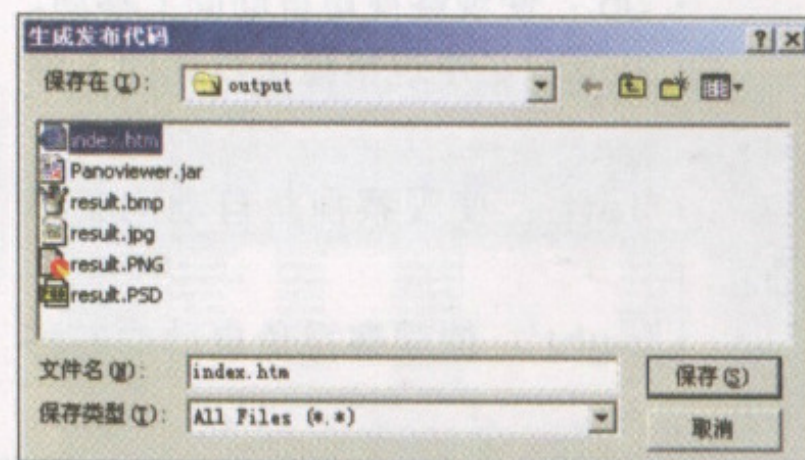 生成发布代码
保存在(I): output
index.htm
Panoviewer.jar
result.bmp
result.jpg
result.PNG
result.PSD
文件名(N): index.htm 保存(S)
保存类型(T): All Files (*.*) 取消